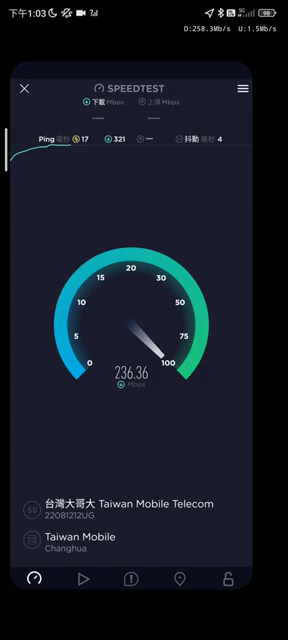 下午1:03 5G 98
D:258.3Mb/s U:1.5Mb/s
SPEEDTEST
下載 Mbps 上傳 Mbps
— —
Ping 毫秒 17 321 — 抖動 毫秒 4
20
15 30
10 50
5 75
0 100
236.36
Mbps
台灣大哥大 Taiwan Mobile Telecom
22081212UG
Taiwan Mobile
Changhua